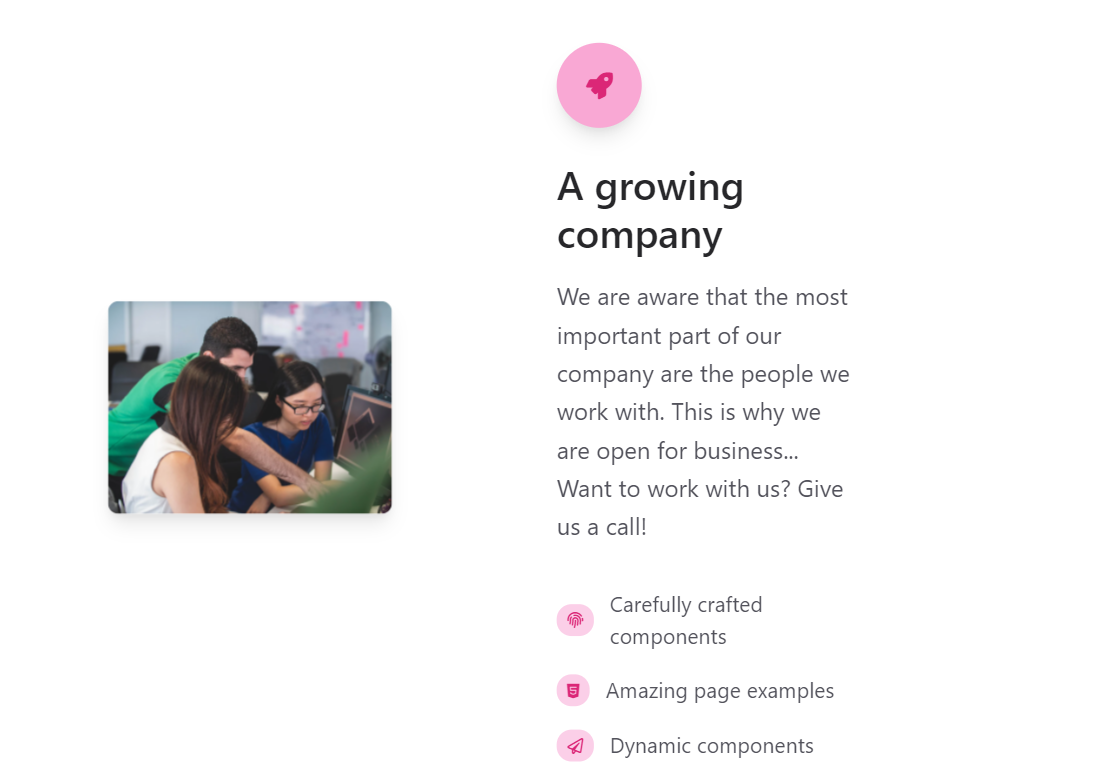 A growing
company
We are aware that the most
important part of our
company are the people we
work with. This is why we
are open for business...
Want to work with us? Give
us a call!
Carefully crafted
components
Amazing page examples
Dynamic components